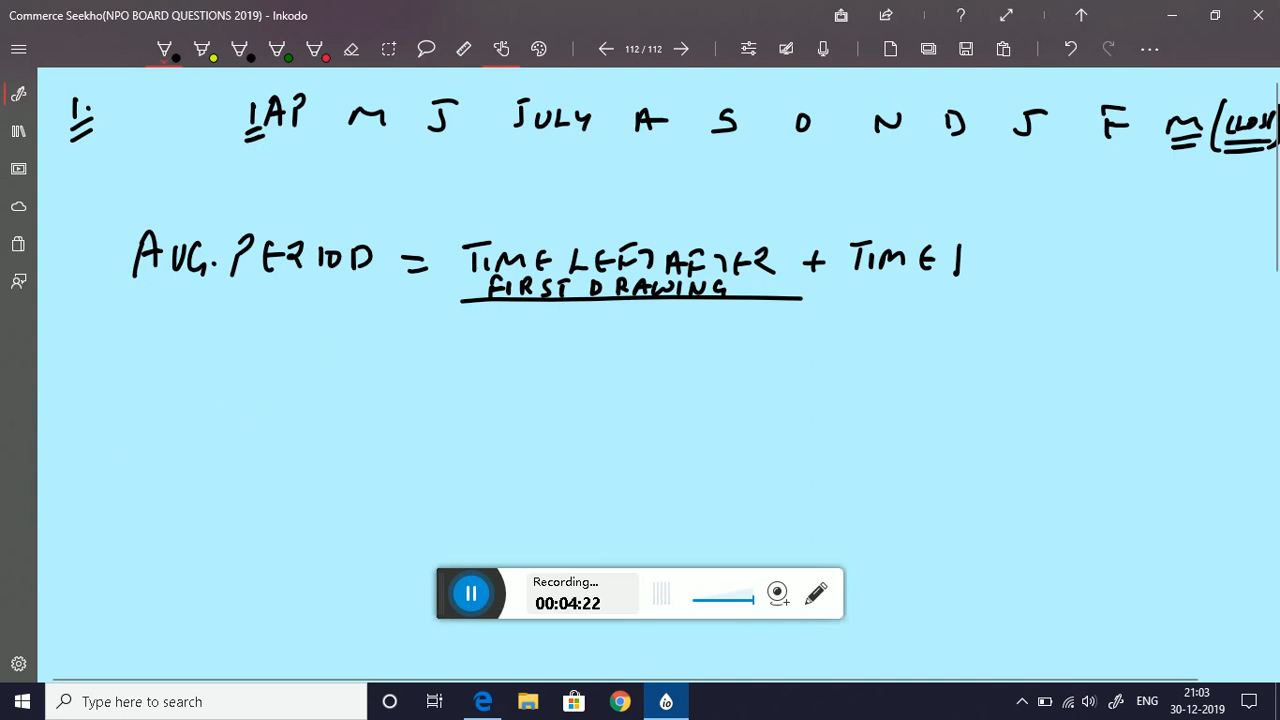 Commerce Seekho(NPO BOARD QUESTIONS 2019) - Inkodo
112 / 112
1. 1AP M J JULY A S O N D J F M
AVG. PERIOD = TIME LEFT AFTER + TIME
FIRST DRAWING
Recording...
00:04:22
Type here to search
io
ENG
21:03
30-12-2019